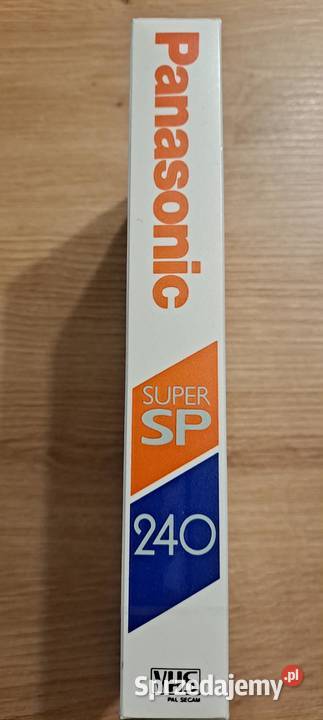 Panasonic
SUPER
SP
240
VHS
PAL SECAM
Sprzedajemy.pl